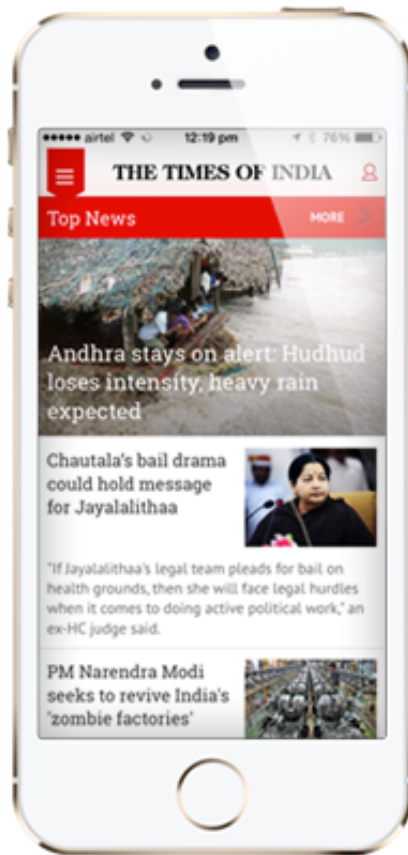 airtel 12:19 pm 76%
THE TIMES OF INDIA
Top News MORE
Andhra stays on alert: Hudhud
loses intensity, heavy rain
expected
Chautala's bail drama
could hold message
for Jayalalithaa
"If Jayalalithaa's legal team pleads for bail on
health grounds, then she will face legal hurdles
when it comes to doing active political work," an
ex-HC judge said.
PM Narendra Modi
seeks to revive India's
'zombie factories'